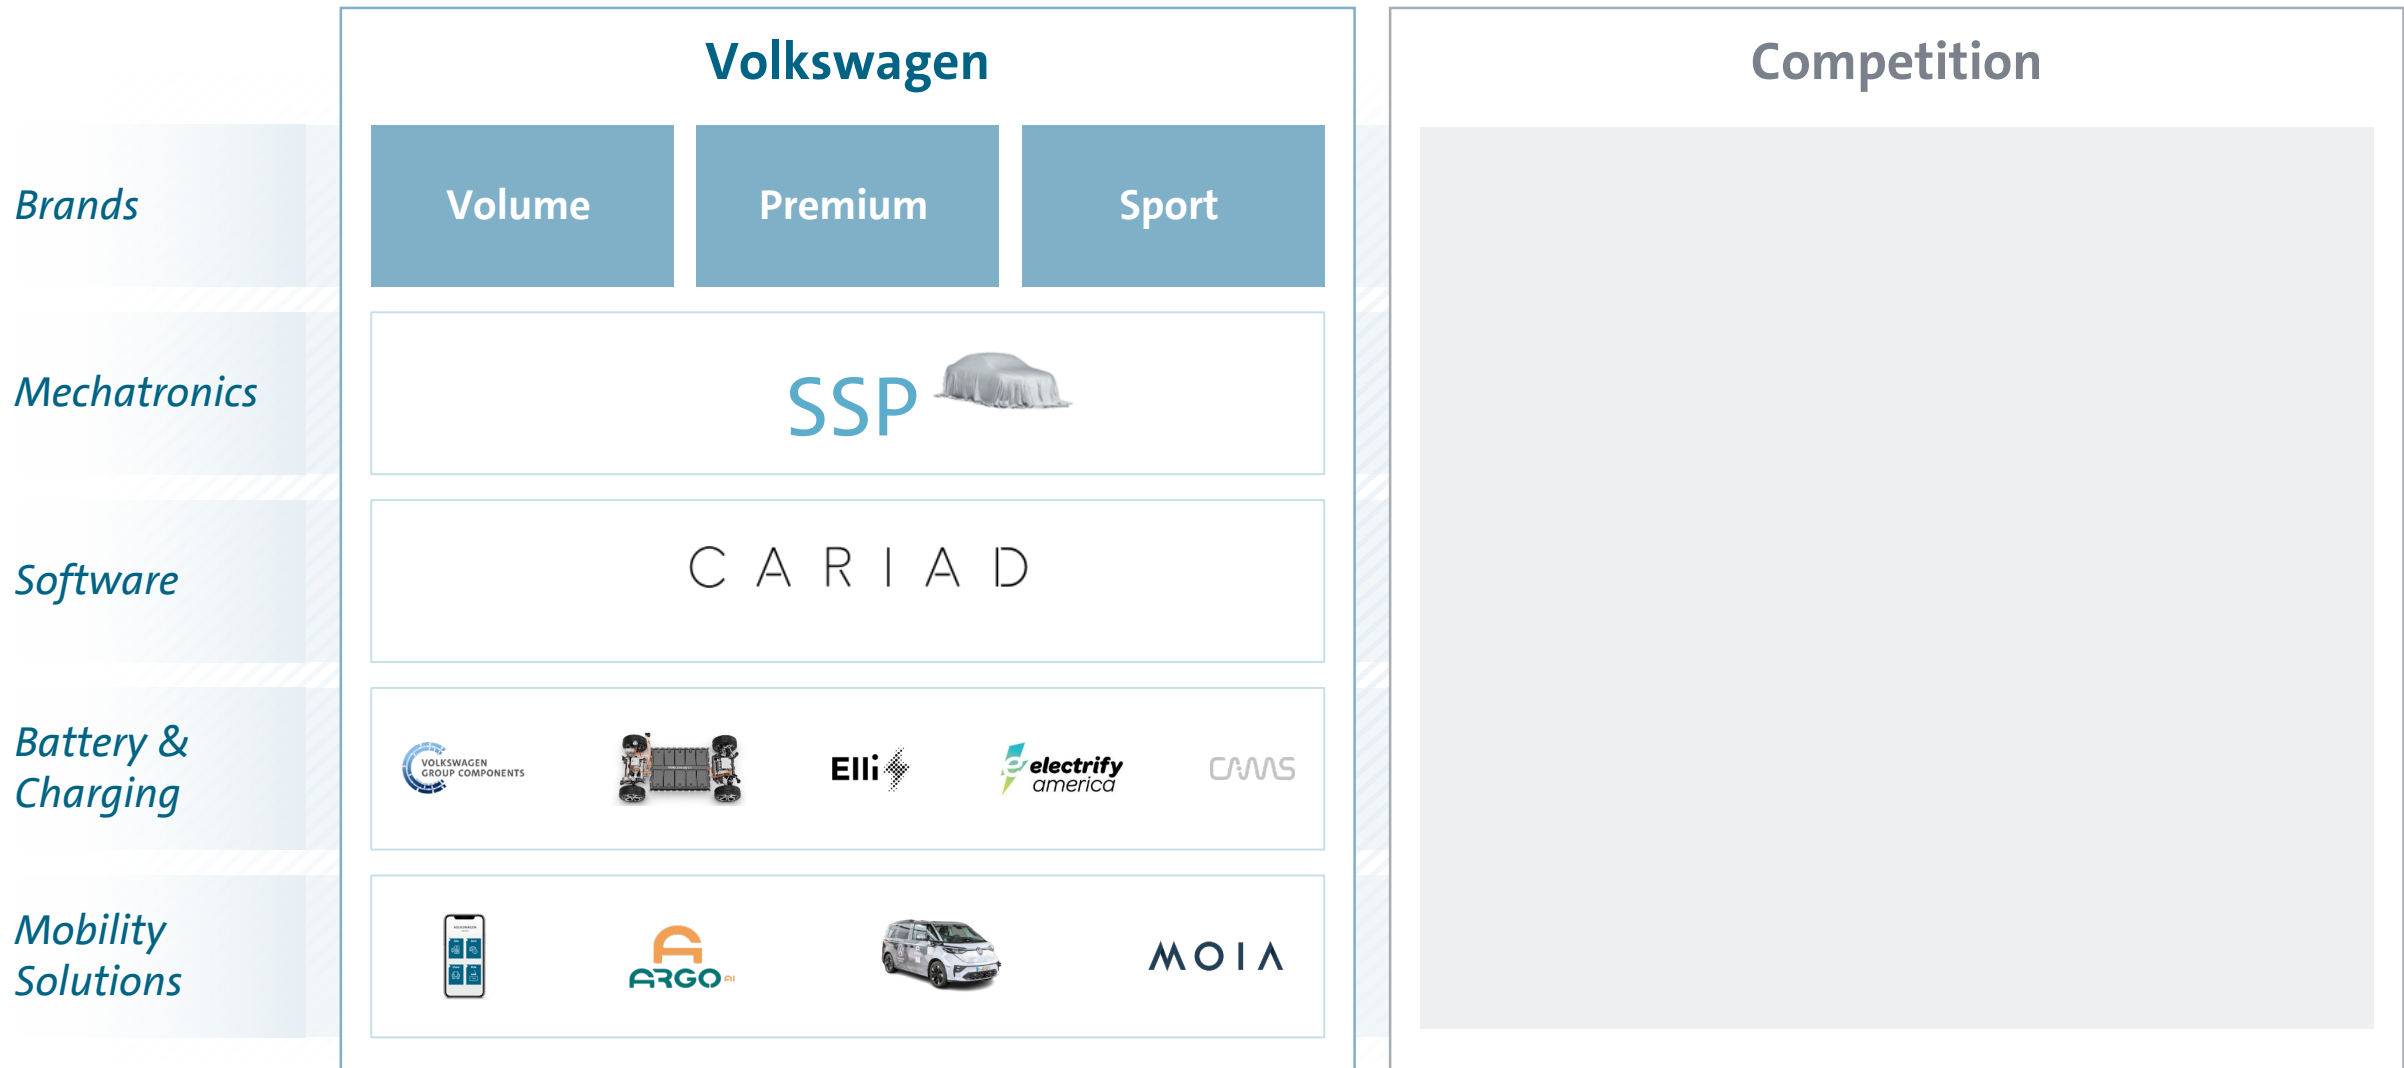 Volkswagen
Competition
Brands
Volume
Premium
Sport
Mechatronics
SSP
Software
CARIAD
Battery &
Charging
VOLKSWAGEN
GROUP COMPONENTS
Elli
electrify
america
CAMS
Mobility
Solutions
ARGO AI
MOIA